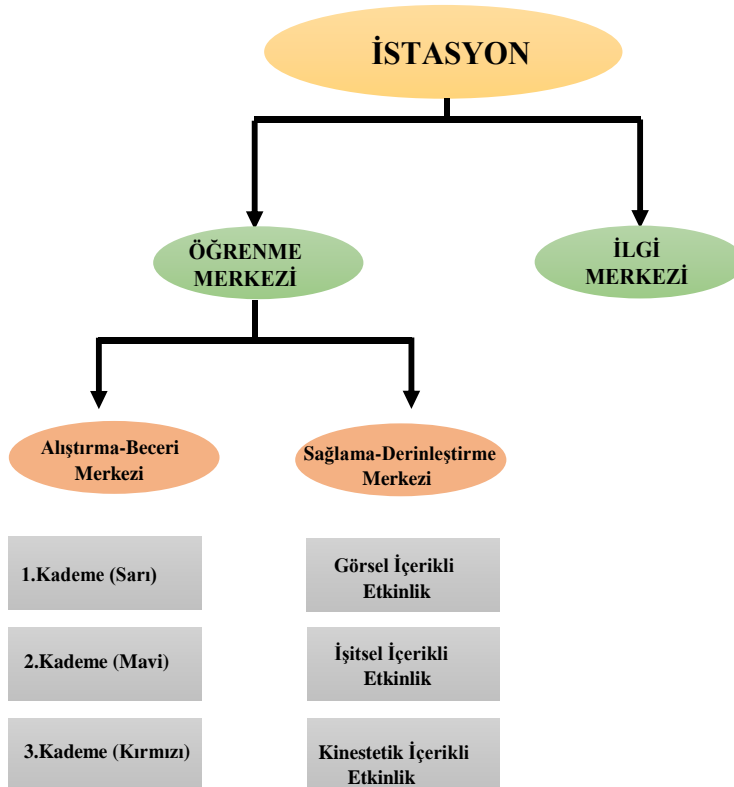 İSTASYON
ÖĞRENME
MERKEZİ
İLGİ
MERKEZİ
Alıştırma-Beceri
Merkezi
Sağlama-Derinleştirme
Merkezi
1.Kademe (Sarı)
Görsel İçerikli
Etkinlik
2.Kademe (Mavi)
İşitsel İçerikli
Etkinlik
3.Kademe (Kırmızı)
Kinestetik İçerikli
Etkinlik